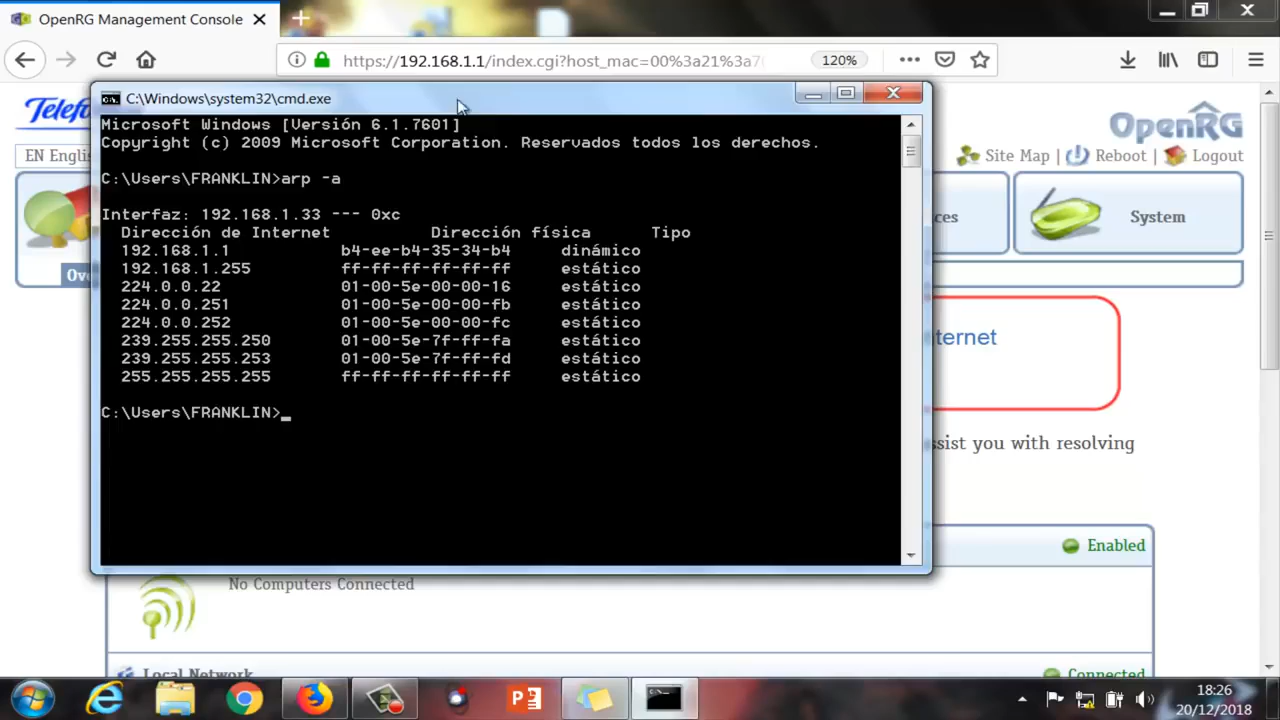 OpenRG Management Console
https://192.168.1.1/index.cgi?host_mac=00%3a21%3a7
120%
C:\Windows\system32\cmd.exe
Telef
OpenRG
EN Englis
Site Map | Reboot | Logout
Microsoft Windows [Versión 6.1.7601]
Copyright (c) 2009 Microsoft Corporation. Reservados todos los derechos.
C:\Users\FRANKLIN>arp -a
Interfaz: 192.168.1.33 --- 0xc
Dirección de Internet Dirección física Tipo
192.168.1.1 b4-ee-b4-35-34-b4 dinámico
192.168.1.255 ff-ff-ff-ff-ff-ff estático
224.0.0.22 01-00-5e-00-00-16 estático
224.0.0.251 01-00-5e-00-00-fb estático
224.0.0.252 01-00-5e-00-00-fc estático
239.255.255.250 01-00-5e-7f-ff-fa estático
239.255.255.253 01-00-5e-7f-ff-fd estático
255.255.255.255 ff-ff-ff-ff-ff-ff estático
C:\Users\FRANKLIN>_
ces
System
Ove
ternet
ssist you with resolving
Enabled
No Computers Connected
Local Network
Connected
18:26
20/12/2018